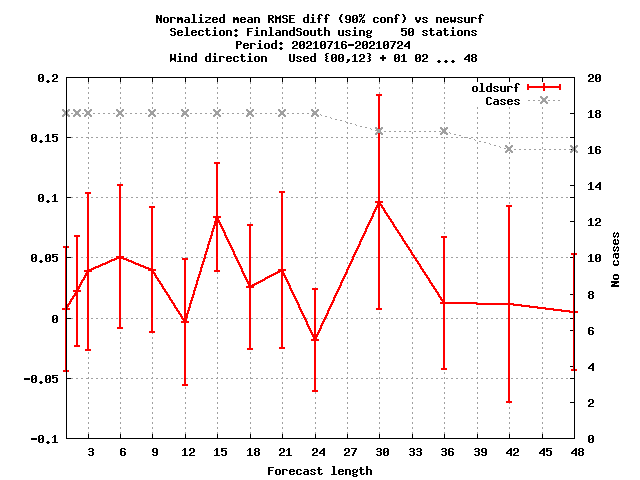 Normalized mean RMSE diff (90% conf) vs newsurf
Selection: FinlandSouth using    50 stations
Period: 20210716-20210724
Wind direction   Used {00,12} + 01 02 ... 48
oldsurf
Cases
0.2
0.15
0.1
0.05
0
-0.05
-0.1
20
18
16
14
12
10
8
6
4
2
0
No cases
3 6 9 12 15 18 21 24 27 30 33 36 39 42 45 48
Forecast length